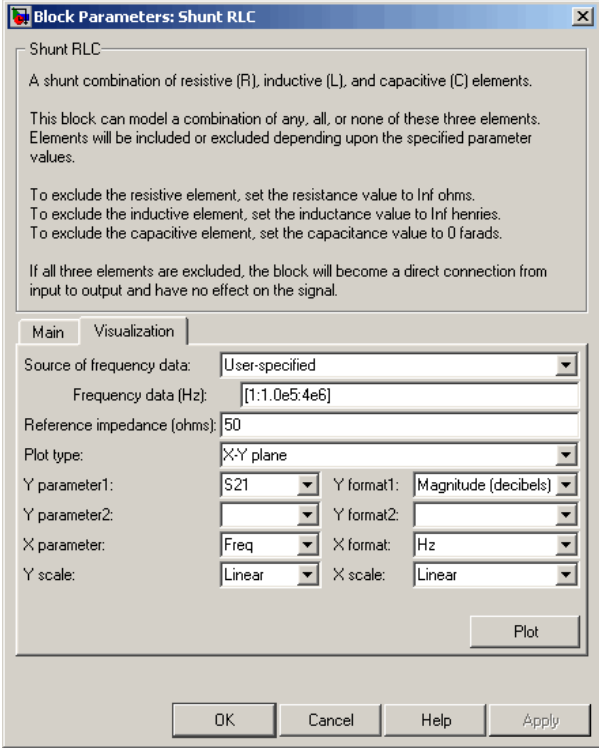 Block Parameters: Shunt RLC
Shunt RLC
A shunt combination of resistive (R), inductive (L), and capacitive (C) elements.
This block can model a combination of any, all, or none of these three elements.
Elements will be included or excluded depending upon the specified parameter
values.
To exclude the resistive element, set the resistance value to Inf ohms.
To exclude the inductive element, set the inductance value to Inf henries.
To exclude the capacitive element, set the capacitance value to 0 farads.
If all three elements are excluded, the block will become a direct connection from
input to output and have no effect on the signal.
Main Visualization
Source of frequency data: User-specified
Frequency data (Hz): [1:1.0e5:4e6]
Reference impedance (ohms): 50
Plot type: X-Y plane
Y parameter1: S21 Y format1: Magnitude (decibels)
Y parameter2: Y format2:
X parameter: Freq X format: Hz
Y scale: Linear X scale: Linear
Plot
OK Cancel Help Apply